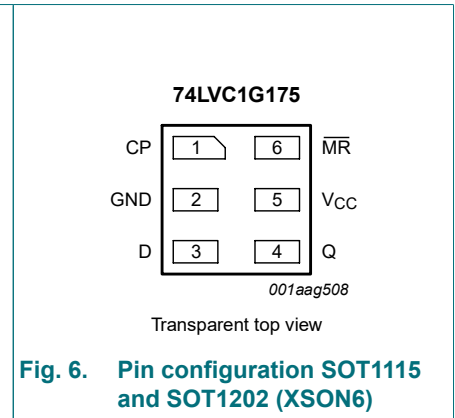 74LVC1G175
CP 1 6 M̅R̅
GND 2 5 VCC
D 3 4 Q
001aag508
Transparent top view
Fig. 6. Pin configuration SOT1115
and SOT1202 (XSON6)